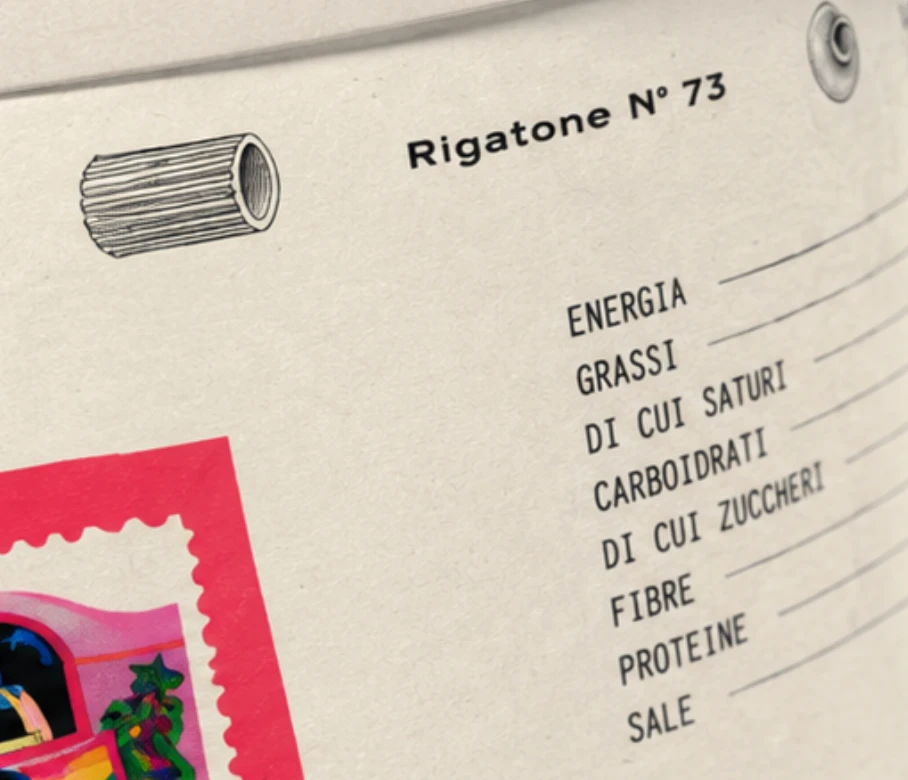 Rigatone N° 73
ENERGIA
GRASSI
DI CUI SATURI
CARBOIDRATI
DI CUI ZUCCHERI
FIBRE
PROTEINE
SALE